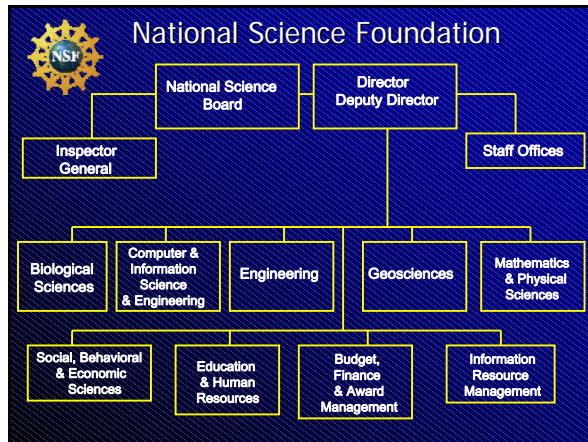 National Science Foundation
NSF
National Science
Board
Director
Deputy Director
Inspector
General
Staff Offices
Biological
Sciences
Computer &
Information
Science
& Engineering
Engineering
Geosciences
Mathematics
& Physical
Sciences
Social, Behavioral
& Economic
Sciences
Education
& Human
Resources
Budget,
Finance
& Award
Management
Information
Resource
Management